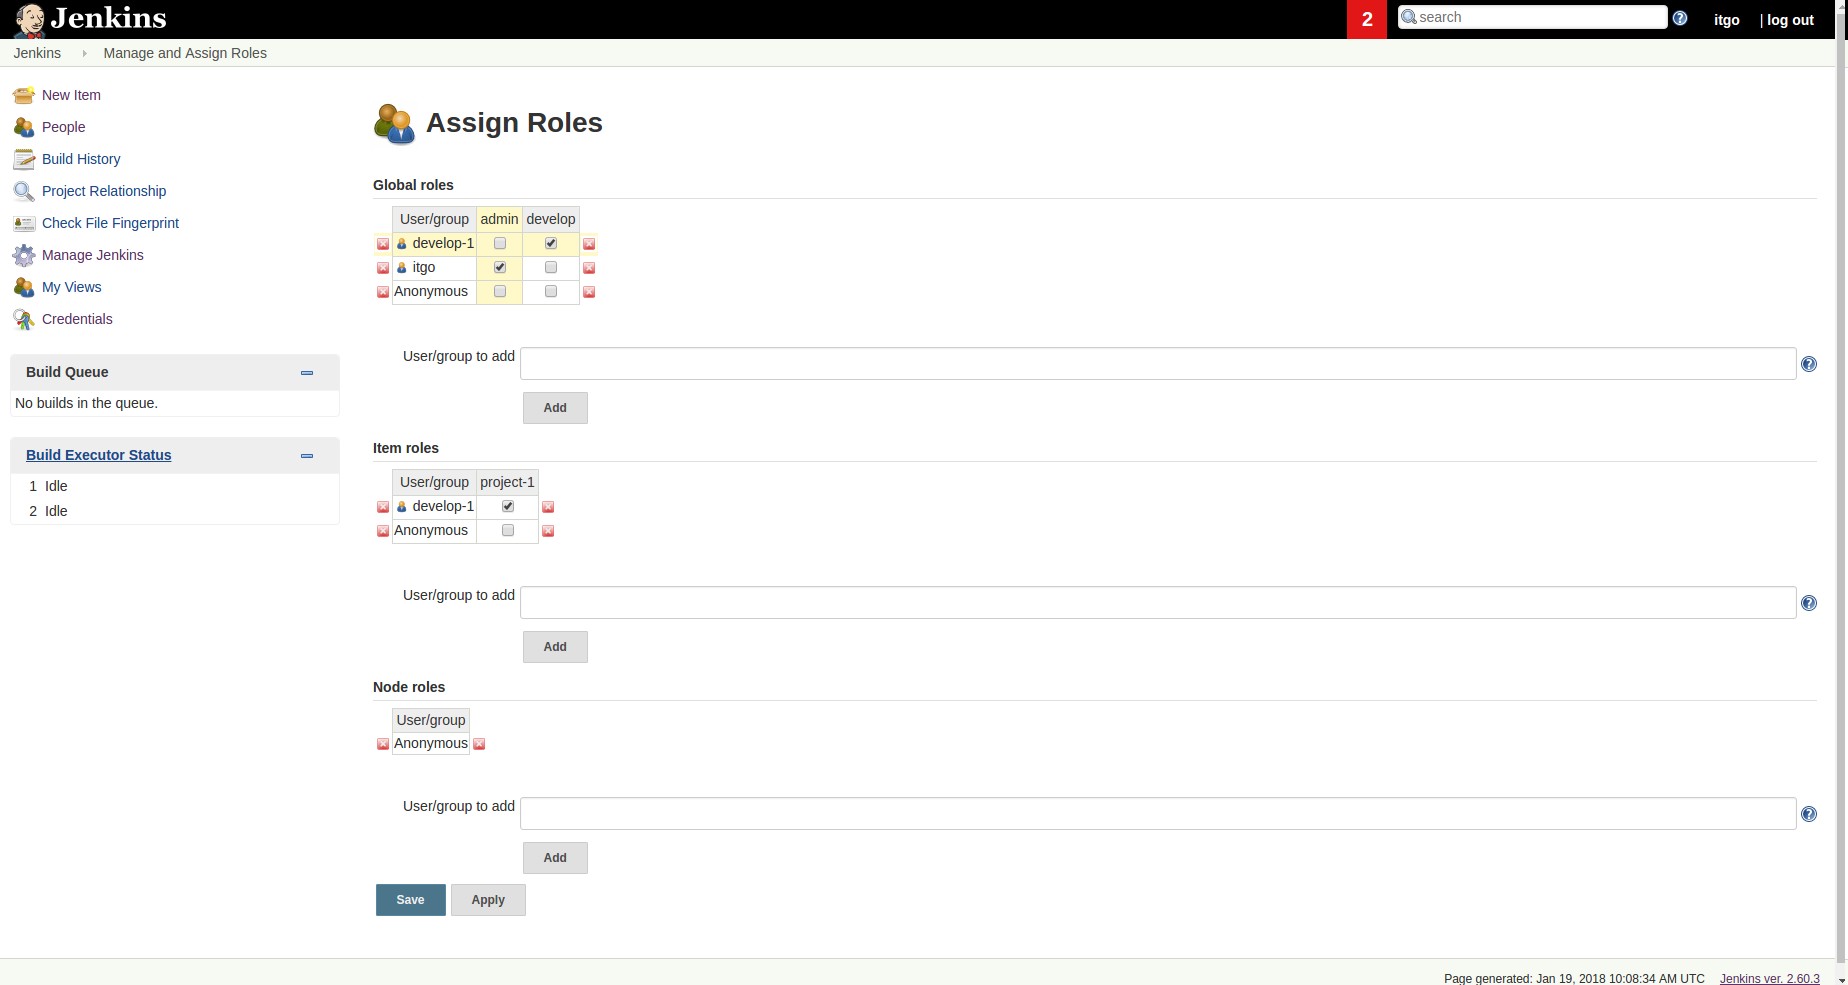 Jenkins
2
search
itgo
| log out
Jenkins
Manage and Assign Roles
New Item
People
Build History
Project Relationship
Check File Fingerprint
Manage Jenkins
My Views
Credentials
Build Queue
No builds in the queue.
Build Executor Status
1 Idle
2 Idle
Assign Roles
Global roles
User/group admin develop
develop-1
itgo
Anonymous
User/group to add
Add
Item roles
User/group project-1
develop-1
Anonymous
User/group to add
Add
Node roles
User/group
Anonymous
User/group to add
Add
Save Apply
Page generated: Jan 19, 2018 10:08:34 AM UTC Jenkins ver. 2.60.3